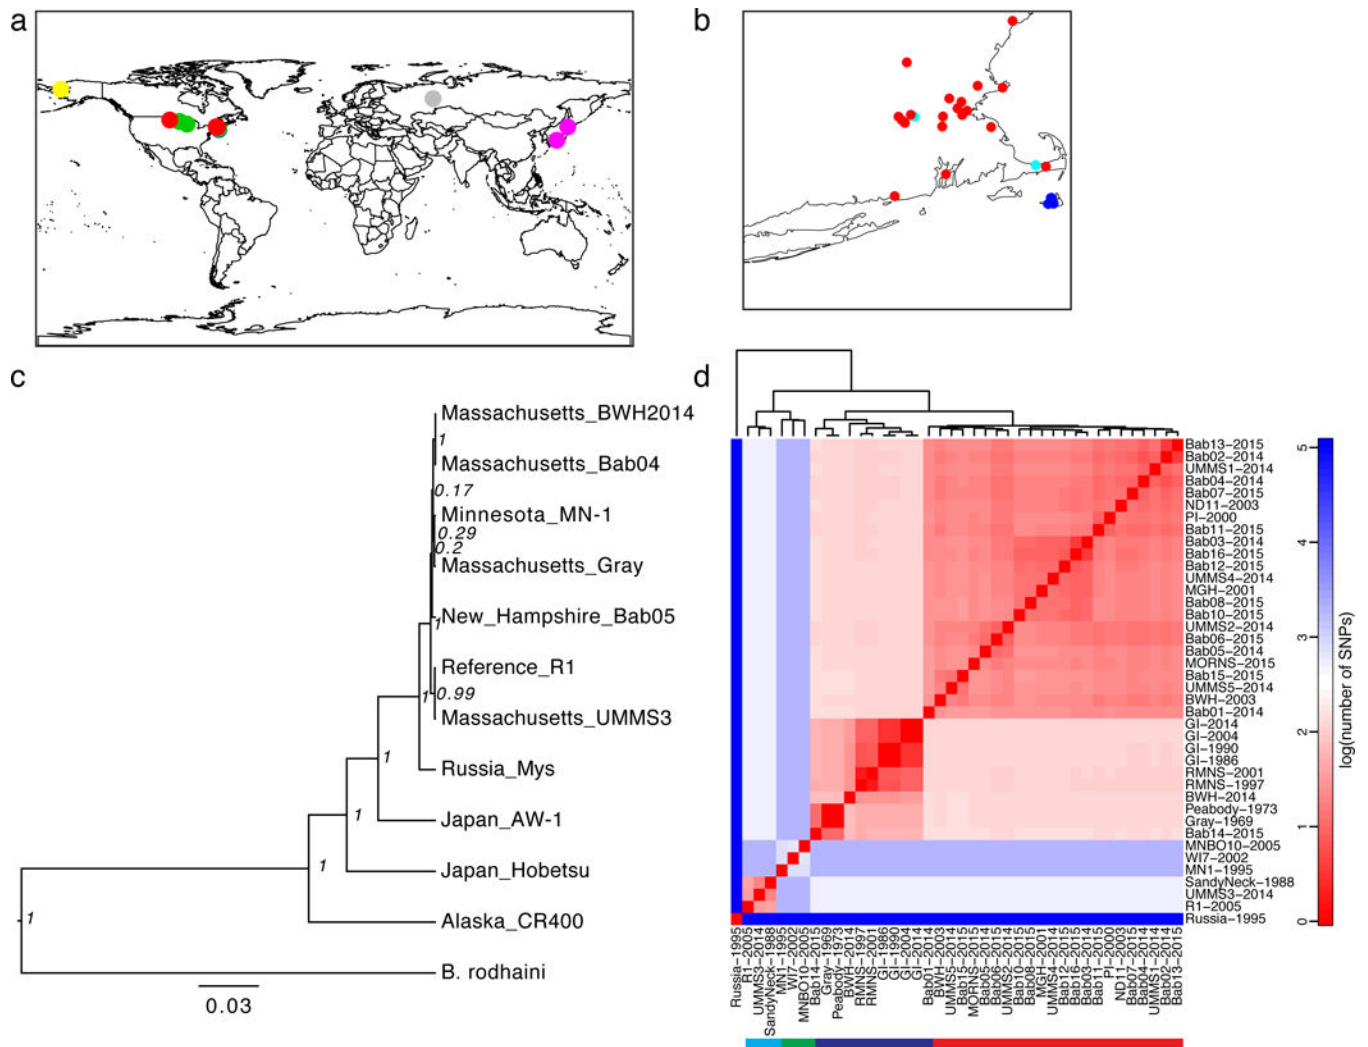 a
b
c
Massachusetts_BWH2014
1
Massachusetts_Bab04
0.17
Minnesota_MN-1
0.29
0.2
Massachusetts_Gray
New_Hampshire_Bab05
1
Reference_R1
1
0.99
Massachusetts_UMMS3
1
Russia_Mys
1
Japan_AW-1
1
Japan_Hobetsu
Alaska_CR400
1
B. rodhaini
0.03
d
Bab13−2015
Bab02−2014
UMMS1−2014
Bab04−2014
Bab07−2015
ND11−2003
PI−2000
Bab11−2015
Bab03−2014
Bab16−2015
Bab12−2015
UMMS4−2014
MGH−2001
Bab08−2015
Bab10−2015
UMMS2−2014
Bab06−2015
Bab05−2014
MORNS−2015
Bab15−2015
UMMS5−2014
BWH−2003
Bab01−2014
GI−2014
GI−2004
GI−1990
GI−1986
RMNS−2001
RMNS−1997
BWH−2014
Peabody−1973
Gray−1969
Bab14−2015
MNBO10−2005
WI7−2002
MN1−1995
SandyNeck−1988
UMMS3−2014
R1−2005
Russia−1995
Russia−1995
R1−2005
UMMS3−2014
SandyNeck−1988
MN1−1995
WI7−2002
MNBO10−2005
Bab14−2015
Gray−1969
Peabody−1973
BWH−2014
RMNS−1997
RMNS−2001
GI−1986
GI−1990
GI−2004
GI−2014
Bab01−2014
BWH−2003
UMMS5−2014
Bab15−2015
MORNS−2015
Bab05−2014
Bab06−2015
UMMS2−2014
Bab10−2015
Bab08−2015
MGH−2001
UMMS4−2014
Bab12−2015
Bab16−2015
Bab03−2014
Bab11−2015
PI−2000
ND11−2003
Bab07−2015
Bab04−2014
UMMS1−2014
Bab02−2014
Bab13−2015
5
4
3
2
1
0
log(number of SNPs)